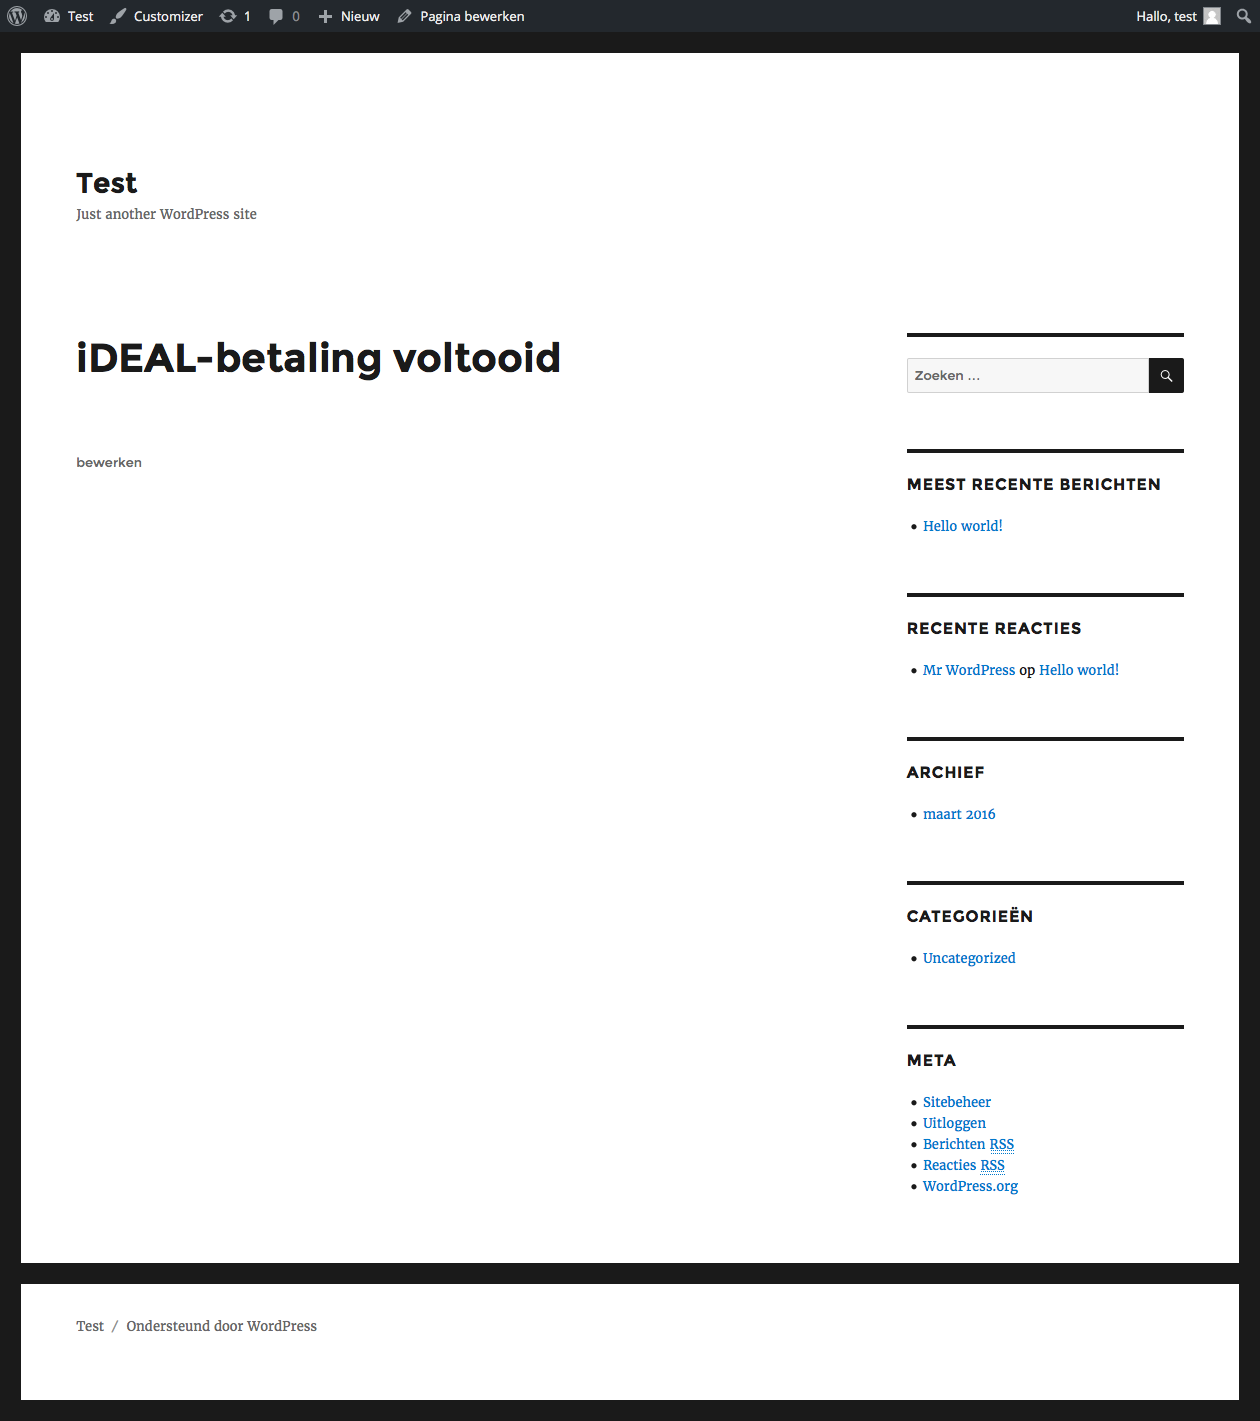 Test Customizer 1 0 Nieuw Pagina bewerken Hallo, test
Test
Just another WordPress site
iDEAL-betaling voltooid
bewerken
Zoeken …
MEEST RECENTE BERICHTEN
Hello world!
RECENTE REACTIES
Mr WordPress op Hello world!
ARCHIEF
maart 2016
CATEGORIEËN
Uncategorized
META
Sitebeheer
Uitloggen
Berichten RSS
Reacties RSS
WordPress.org
Test / Ondersteund door WordPress